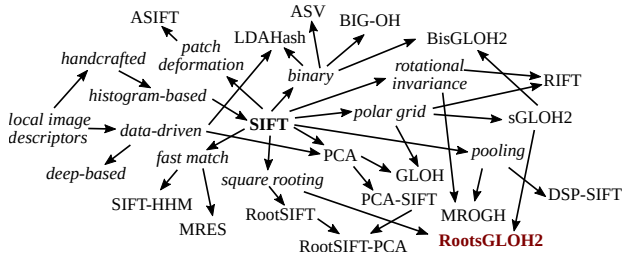 ASIFT
ASV
BIG-OH
LDAHash
BisGLOH2
patch
deformation
handcrafted
binary
rotational
invariance
RIFT
histogram-based
polar grid
sGLOH2
local image
descriptors
data-driven
SIFT
pooling
fast match
PCA
deep-based
square rooting
GLOH
DSP-SIFT
SIFT-HHM
PCA-SIFT
RootSIFT
MROGH
MRES
RootSIFT-PCA
RootsGLOH2